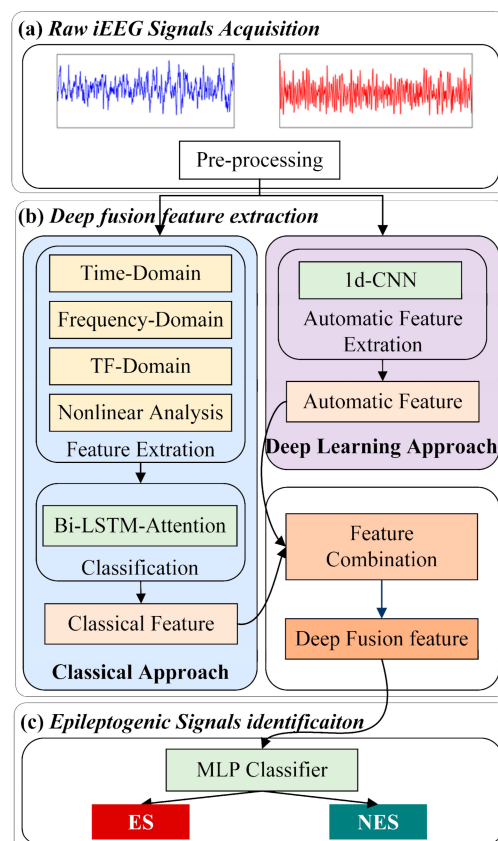 (a) Raw iEEG Signals Acquisition
Pre-processing
(b) Deep fusion feature extraction
Time-Domain
Frequency-Domain
TF-Domain
Nonlinear Analysis
Feature Extration
Bi-LSTM-Attention
Classification
Classical Feature
Classical Approach
1d-CNN
Automatic Feature
Extration
Automatic Feature
Deep Learning Approach
Feature
Combination
Deep Fusion feature
(c) Epileptogenic Signals identificaiton
MLP Classifier
ES
NES